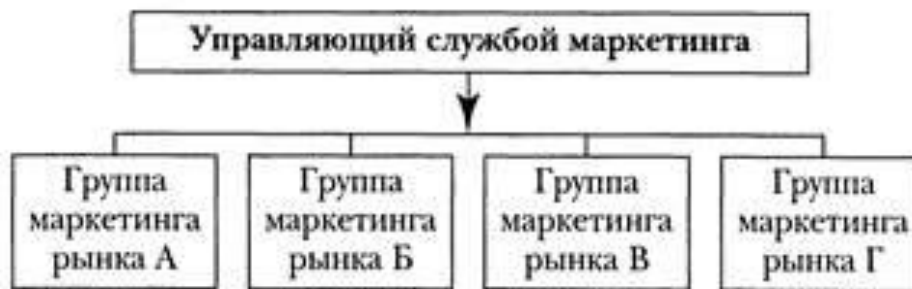 Управляющий службой маркетинга
Группа
маркетинга
рынка А
Группа
маркетинга
рынка Б
Группа
маркетинга
рынка В
Группа
маркетинга
рынка Г